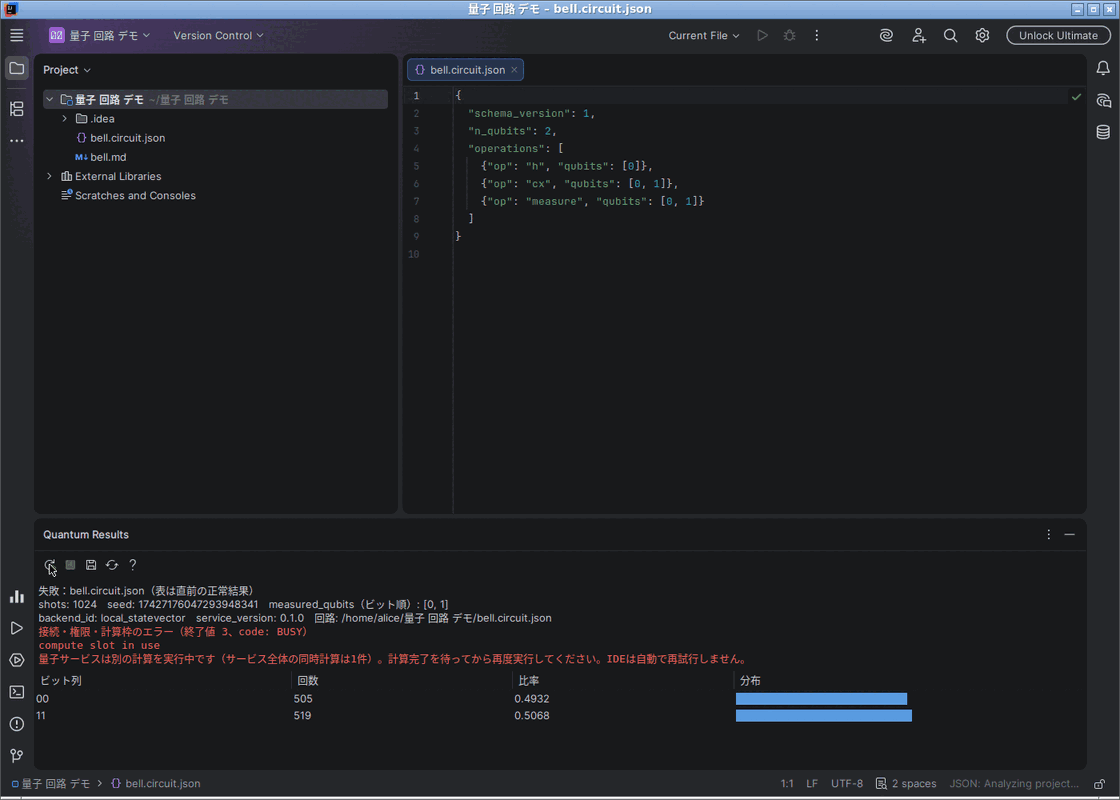 量子 回路 デモ – bell.circuit.json
量子 回路 デモ
Version Control
Current File
Unlock Ultimate
Project
量子 回路 デモ ~/量子 回路 デモ
.idea
bell.circuit.json
M↓ bell.md
External Libraries
Scratches and Consoles
bell.circuit.json
1 {
2 "schema_version": 1,
3 "n_qubits": 2,
4 "operations": [
5 {"op": "h", "qubits": [0]},
6 {"op": "cx", "qubits": [0, 1]},
7 {"op": "measure", "qubits": [0, 1]}
8 ]
9 }
10
Quantum Results
?
失敗：bell.circuit.json（表は直前の正常結果）
shots: 1024 seed: 17427176047293948341 measured_qubits（ビット順）: [0, 1]
backend_id: local_statevector service_version: 0.1.0 回路: /home/alice/量子 回路 デモ/bell.circuit.json
接続・権限・計算枠のエラー（終了値 3、code: BUSY）
compute slot in use
量子サービスは別の計算を実行中です（サービス全体の同時計算は1件）。計算完了を待ってから再度実行してください。IDEは自動で再試行しません。
ビット列 回数 比率 分布
00 505 0.4932
11 519 0.5068
量子 回路 デモ > bell.circuit.json
1:1 LF UTF-8 2 spaces JSON: Analyzing project...